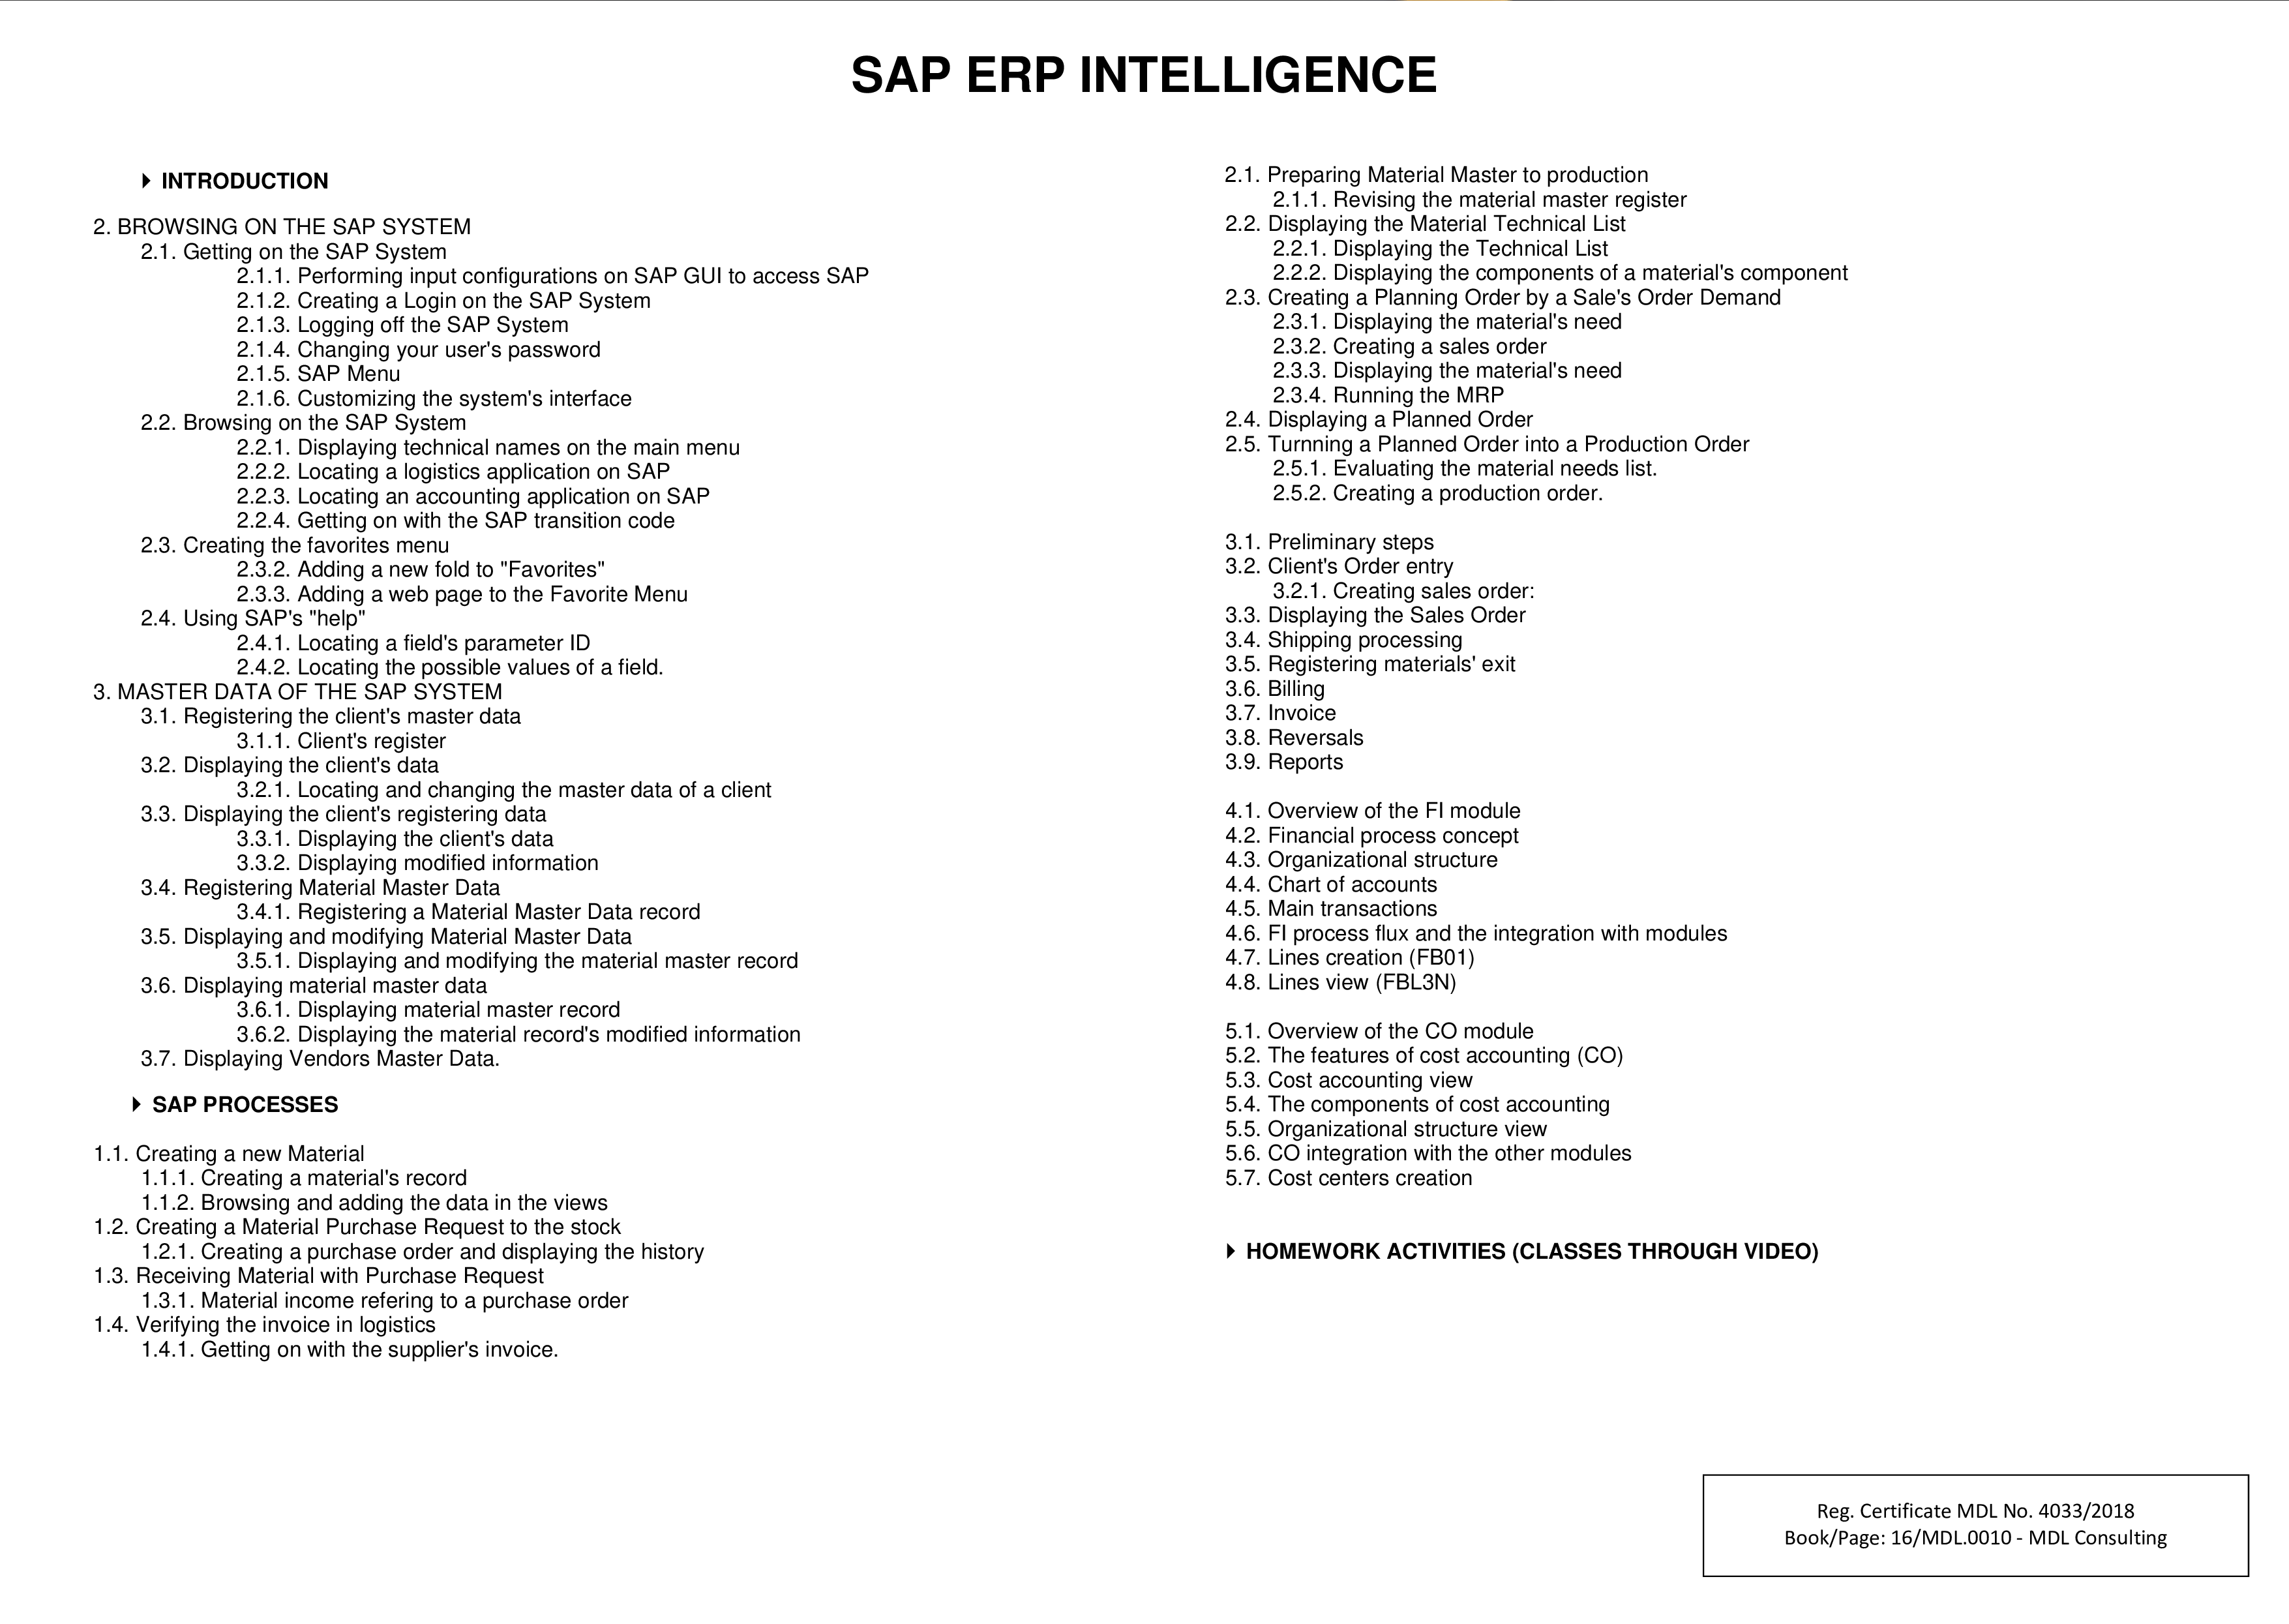 SAP ERP INTELLIGENCE
INTRODUCTION
2. BROWSING ON THE SAP SYSTEM
2.1. Getting on the SAP System
2.1.1. Performing input configurations on SAP GUI to access SAP
2.1.2. Creating a Login on the SAP System
2.1.3. Logging off the SAP System
2.1.4. Changing your user's password
2.1.5. SAP Menu
2.1.6. Customizing the system's interface
2.2. Browsing on the SAP System
2.2.1. Displaying technical names on the main menu
2.2.2. Locating a logistics application on SAP
2.2.3. Locating an accounting application on SAP
2.2.4. Getting on with the SAP transition code
2.3. Creating the favorites menu
2.3.2. Adding a new fold to "Favorites"
2.3.3. Adding a web page to the Favorite Menu
2.4. Using SAP's "help"
2.4.1. Locating a field's parameter ID
2.4.2. Locating the possible values of a field.
3. MASTER DATA OF THE SAP SYSTEM
3.1. Registering the client's master data
3.1.1. Client's register
3.2. Displaying the client's data
3.2.1. Locating and changing the master data of a client
3.3. Displaying the client's registering data
3.3.1. Displaying the client's data
3.3.2. Displaying modified information
3.4. Registering Material Master Data
3.4.1. Registering a Material Master Data record
3.5. Displaying and modifying Material Master Data
3.5.1. Displaying and modifying the material master record
3.6. Displaying material master data
3.6.1. Displaying material master record
3.6.2. Displaying the material record's modified information
3.7. Displaying Vendors Master Data.
SAP PROCESSES
1.1. Creating a new Material
1.1.1. Creating a material's record
1.1.2. Browsing and adding the data in the views
1.2. Creating a Material Purchase Request to the stock
1.2.1. Creating a purchase order and displaying the history
1.3. Receiving Material with Purchase Request
1.3.1. Material income refering to a purchase order
1.4. Verifying the invoice in logistics
1.4.1. Getting on with the supplier's invoice.
2.1. Preparing Material Master to production
2.1.1. Revising the material master register
2.2. Displaying the Material Technical List
2.2.1. Displaying the Technical List
2.2.2. Displaying the components of a material's component
2.3. Creating a Planning Order by a Sale's Order Demand
2.3.1. Displaying the material's need
2.3.2. Creating a sales order
2.3.3. Displaying the material's need
2.3.4. Running the MRP
2.4. Displaying a Planned Order
2.5. Turnning a Planned Order into a Production Order
2.5.1. Evaluating the material needs list.
2.5.2. Creating a production order.
3.1. Preliminary steps
3.2. Client's Order entry
3.2.1. Creating sales order:
3.3. Displaying the Sales Order
3.4. Shipping processing
3.5. Registering materials' exit
3.6. Billing
3.7. Invoice
3.8. Reversals
3.9. Reports
4.1. Overview of the FI module
4.2. Financial process concept
4.3. Organizational structure
4.4. Chart of accounts
4.5. Main transactions
4.6. FI process flux and the integration with modules
4.7. Lines creation (FB01)
4.8. Lines view (FBL3N)
5.1. Overview of the CO module
5.2. The features of cost accounting (CO)
5.3. Cost accounting view
5.4. The components of cost accounting
5.5. Organizational structure view
5.6. CO integration with the other modules
5.7. Cost centers creation
HOMEWORK ACTIVITIES (CLASSES THROUGH VIDEO)
Reg. Certificate MDL No. 4033/2018
Book/Page: 16/MDL.0010 - MDL Consulting